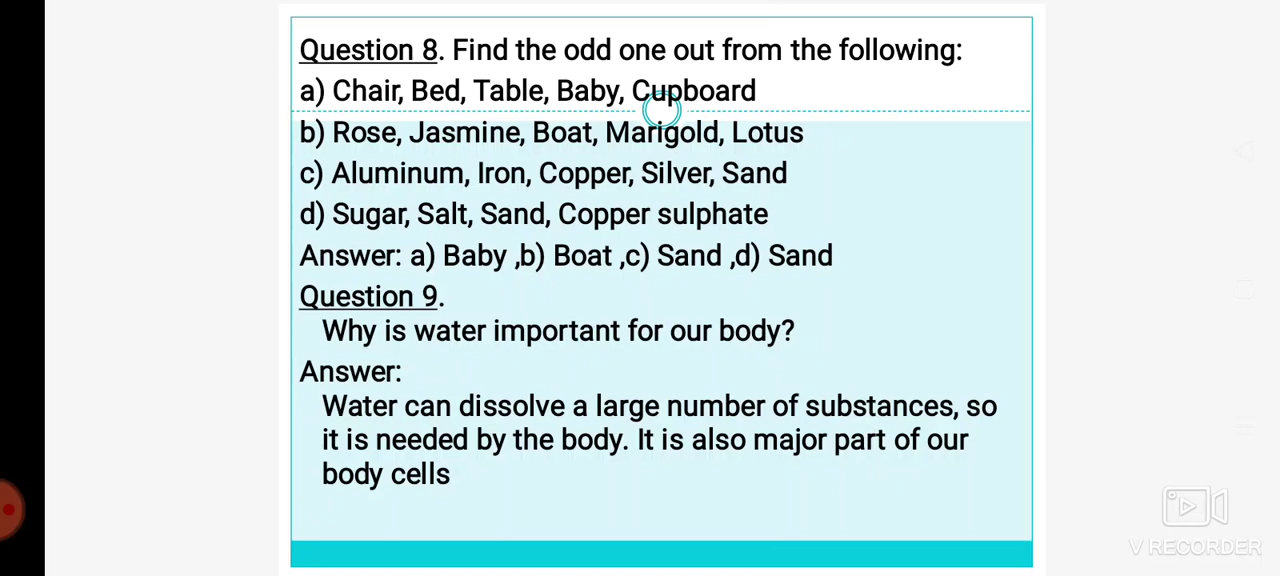 Question 8. Find the odd one out from the following:
a) Chair, Bed, Table, Baby, Cupboard
b) Rose, Jasmine, Boat, Marigold, Lotus
c) Aluminum, Iron, Copper, Silver, Sand
d) Sugar, Salt, Sand, Copper sulphate
Answer: a) Baby ,b) Boat ,c) Sand ,d) Sand
Question 9.
Why is water important for our body?
Answer:
Water can dissolve a large number of substances, so
it is needed by the body. It is also major part of our
body cells
V RECORDER